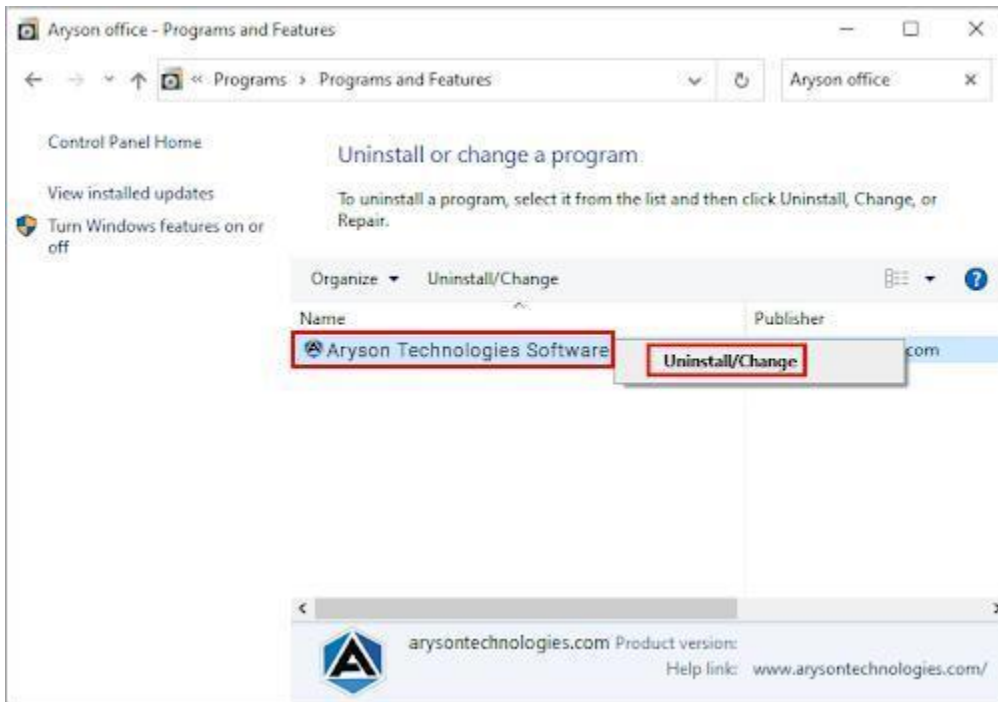 Aryson office - Programs and Features
« Programs › Programs and Features
Aryson office
Control Panel Home
View installed updates
Turn Windows features on or
off
Uninstall or change a program
To uninstall a program, select it from the list and then click Uninstall, Change, or
Repair.
Organize
Uninstall/Change
Name
Publisher
Aryson Technologies Software
Uninstall/Change
com
arysontechnologies.com Product version:
Help link: www.arysontechnologies.com/